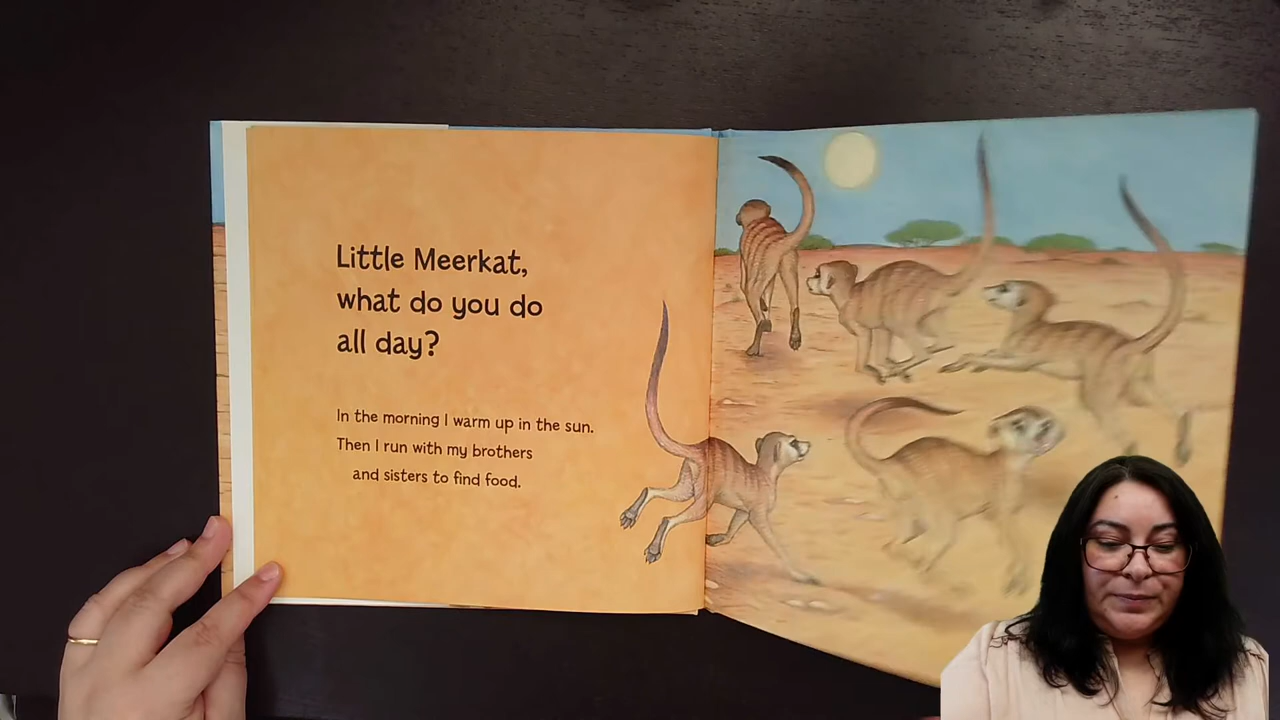 Little Meerkat,
what do you do
all day?
In the morning I warm up in the sun.
Then I run with my brothers
and sisters to find food.